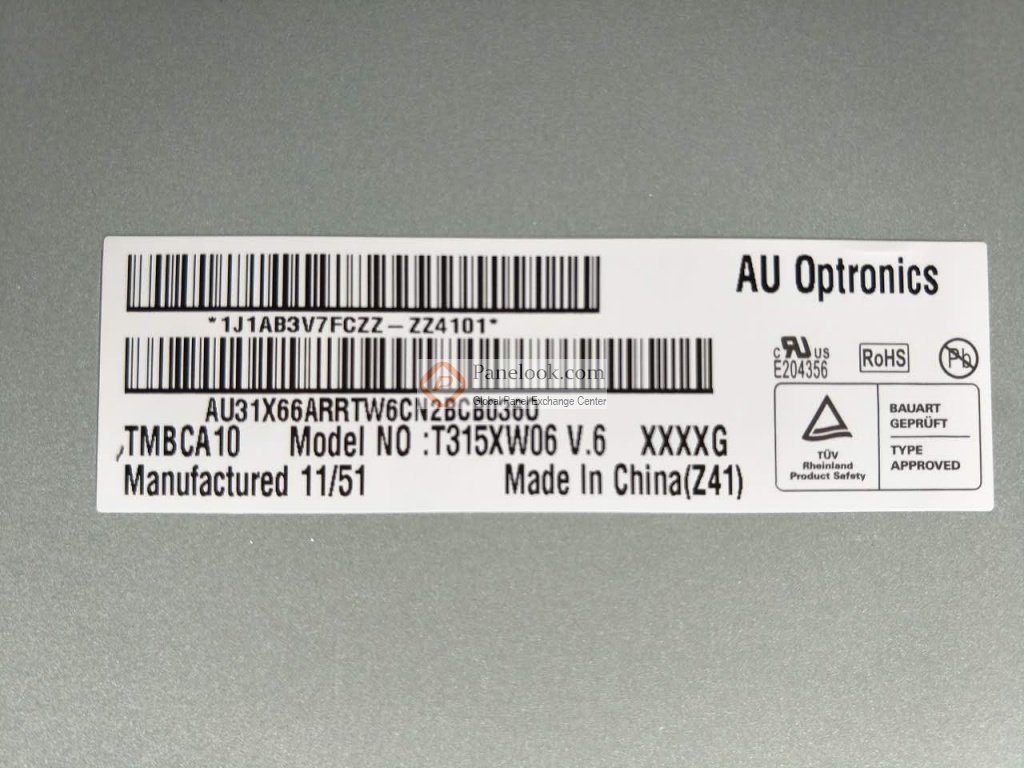 AU Optronics
*1J1AB3V7FCZZ-ZZ4101*
Panelook.com
Global Panel Exchange Center
C UR US
E204356
RoHS
Pb
,TMBCA10 Model NO :T315XW06 V.6 XXXXG
Manufactured 11/51 Made In China(Z41)
TÜV
Rheinland
Product Safety
BAUART
GEPRÜFT
TYPE
APPROVED